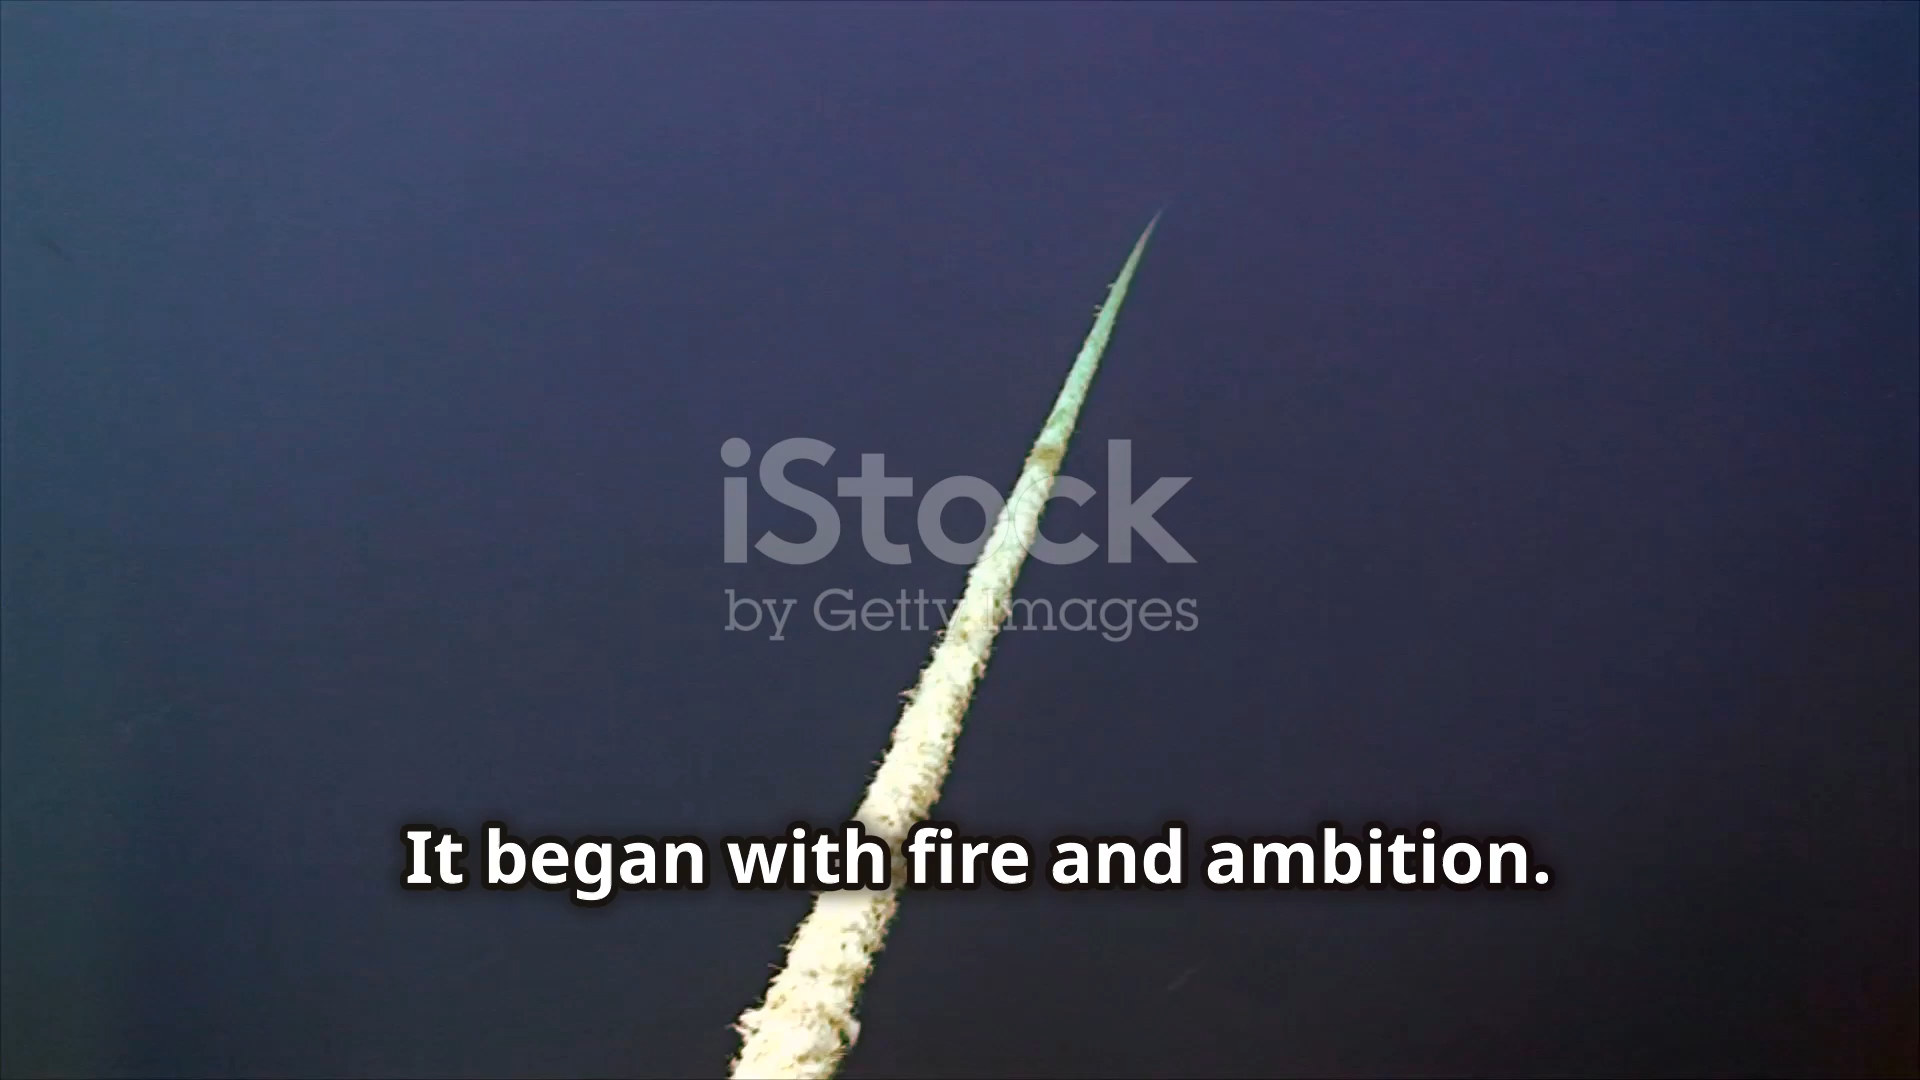 iStock
by Getty Images
It began with fire and ambition.